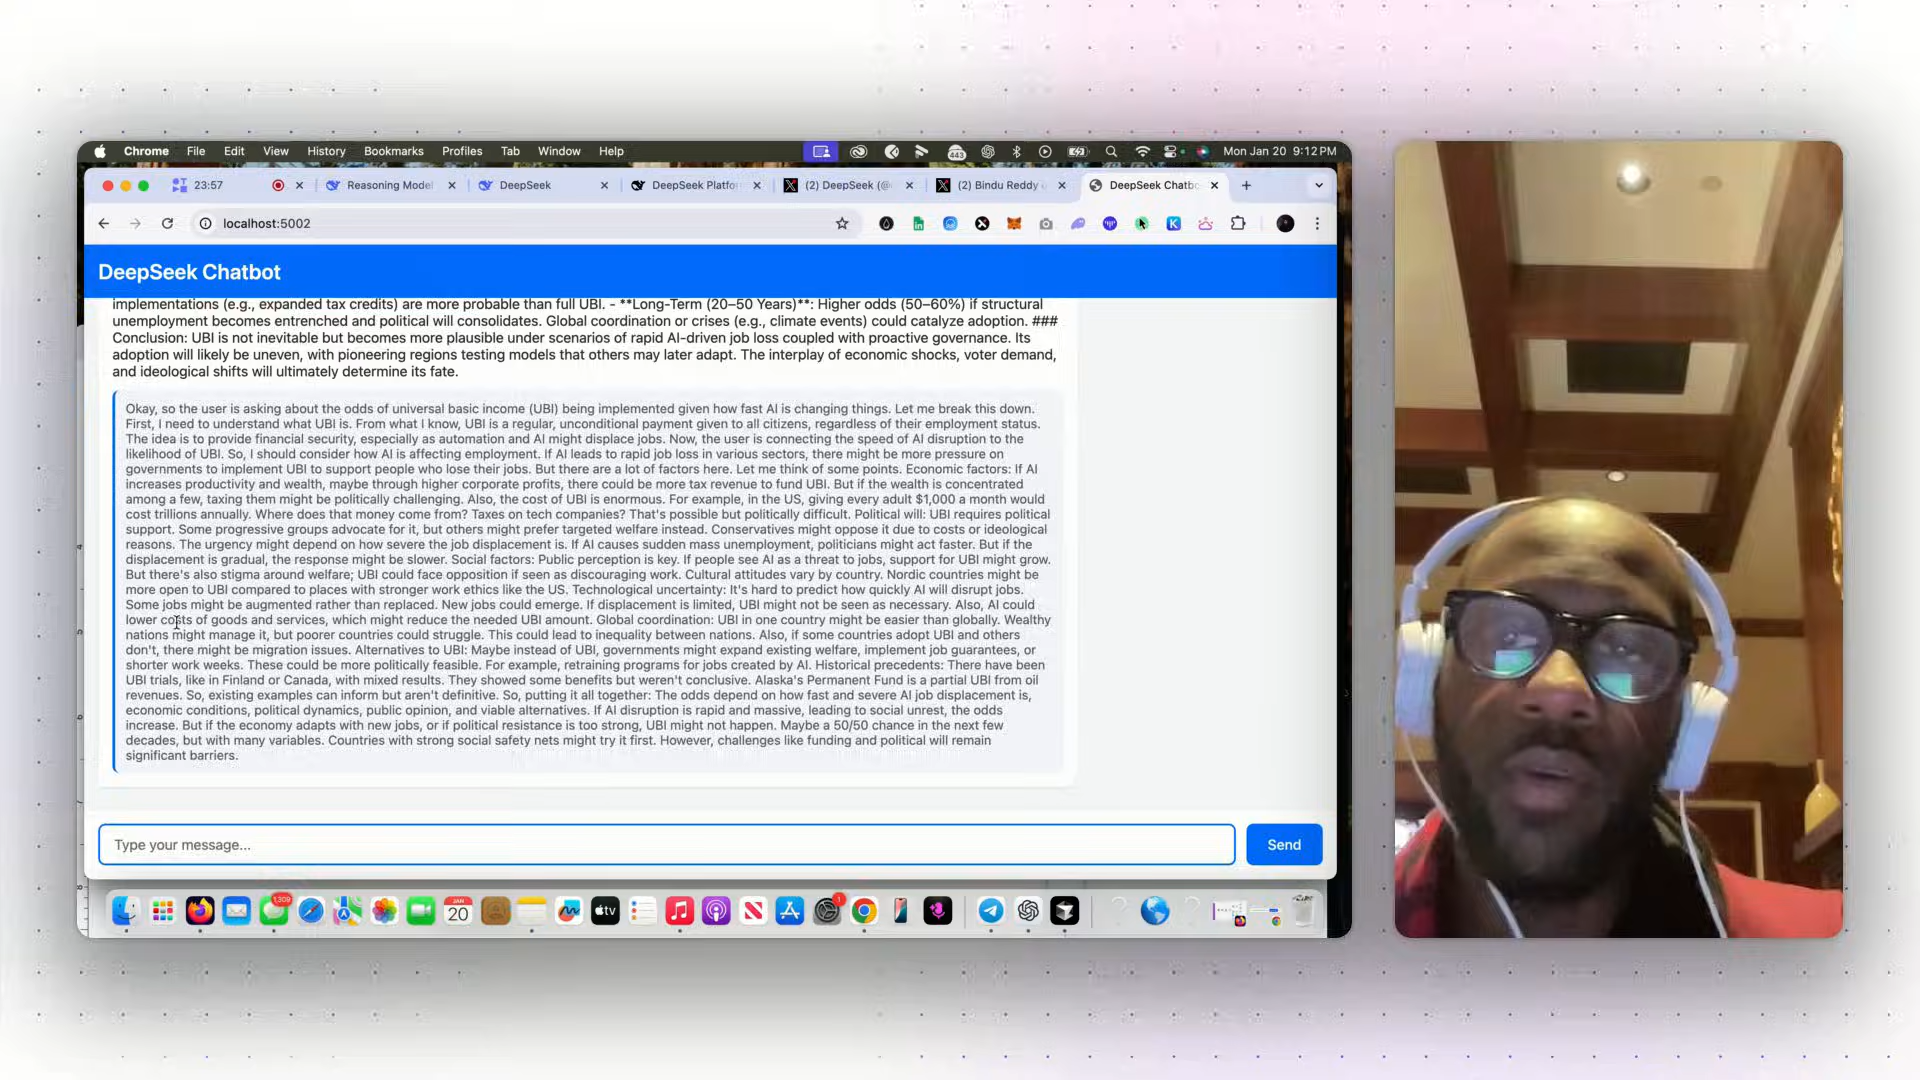 Chrome File Edit View History Bookmarks Profiles Tab Window Help Mon Jan 20 9:12 PM
23:57 Reasoning Model DeepSeek DeepSeek Platfo (2) DeepSeek (@ (2) Bindu Reddy DeepSeek Chatbo
localhost:5002
DeepSeek Chatbot
implementations (e.g., expanded tax credits) are more probable than full UBI. - **Long-Term (20–50 Years)**: Higher odds (50–60%) if structural
unemployment becomes entrenched and political will consolidates. Global coordination or crises (e.g., climate events) could catalyze adoption. ###
Conclusion: UBI is not inevitable but becomes more plausible under scenarios of rapid AI-driven job loss coupled with proactive governance. Its
adoption will likely be uneven, with pioneering regions testing models that others may later adapt. The interplay of economic shocks, voter demand,
and ideological shifts will ultimately determine its fate.
Okay, so the user is asking about the odds of universal basic income (UBI) being implemented given how fast AI is changing things. Let me break this down.
First, I need to understand what UBI is. From what I know, UBI is a regular, unconditional payment given to all citizens, regardless of their employment status.
The idea is to provide financial security, especially as automation and AI might displace jobs. Now, the user is connecting the speed of AI disruption to the
likelihood of UBI. So, I should consider how AI is affecting employment. If AI leads to rapid job loss in various sectors, there might be more pressure on
governments to implement UBI to support people who lose their jobs. But there are a lot of factors here. Let me think of some points. Economic factors: If AI
increases productivity and wealth, maybe through higher corporate profits, there could be more tax revenue to fund UBI. But if the wealth is concentrated
among a few, taxing them might be politically challenging. Also, the cost of UBI is enormous. For example, in the US, giving every adult $1,000 a month would
cost trillions annually. Where does that money come from? Taxes on tech companies? That's possible but politically difficult. Political will: UBI requires political
support. Some progressive groups advocate for it, but others might prefer targeted welfare instead. Conservatives might oppose it due to costs or ideological
reasons. The urgency might depend on how severe the job displacement is. If AI causes sudden mass unemployment, politicians might act faster. But if the
displacement is gradual, the response might be slower. Social factors: Public perception is key. If people see AI as a threat to jobs, support for UBI might grow.
But there's also stigma around welfare; UBI could face opposition if seen as discouraging work. Cultural attitudes vary by country. Nordic countries might be
more open to UBI compared to places with stronger work ethics like the US. Technological uncertainty: It's hard to predict how quickly AI will disrupt jobs.
Some jobs might be augmented rather than replaced. New jobs could emerge. If displacement is limited, UBI might not be seen as necessary. Also, AI could
lower costs of goods and services, which might reduce the needed UBI amount. Global coordination: UBI in one country might be easier than globally. Wealthy
nations might manage it, but poorer countries could struggle. This could lead to inequality between nations. Also, if some countries adopt UBI and others
don't, there might be migration issues. Alternatives to UBI: Maybe instead of UBI, governments might expand existing welfare, implement job guarantees, or
shorter work weeks. These could be more politically feasible. For example, retraining programs for jobs created by AI. Historical precedents: There have been
UBI trials, like in Finland or Canada, with mixed results. They showed some benefits but weren't conclusive. Alaska's Permanent Fund is a partial UBI from oil
revenues. So, existing examples can inform but aren't definitive. So, putting it all together: The odds depend on how fast and severe AI job displacement is,
economic conditions, political dynamics, public opinion, and viable alternatives. If AI disruption is rapid and massive, leading to social unrest, the odds
increase. But if the economy adapts with new jobs, or if political resistance is too strong, UBI might not happen. Maybe a 50/50 chance in the next few
decades, but with many variables. Countries with strong social safety nets might try it first. However, challenges like funding and political will remain
significant barriers.
Type your message...
Send
1,309
JAN
20
tv
1